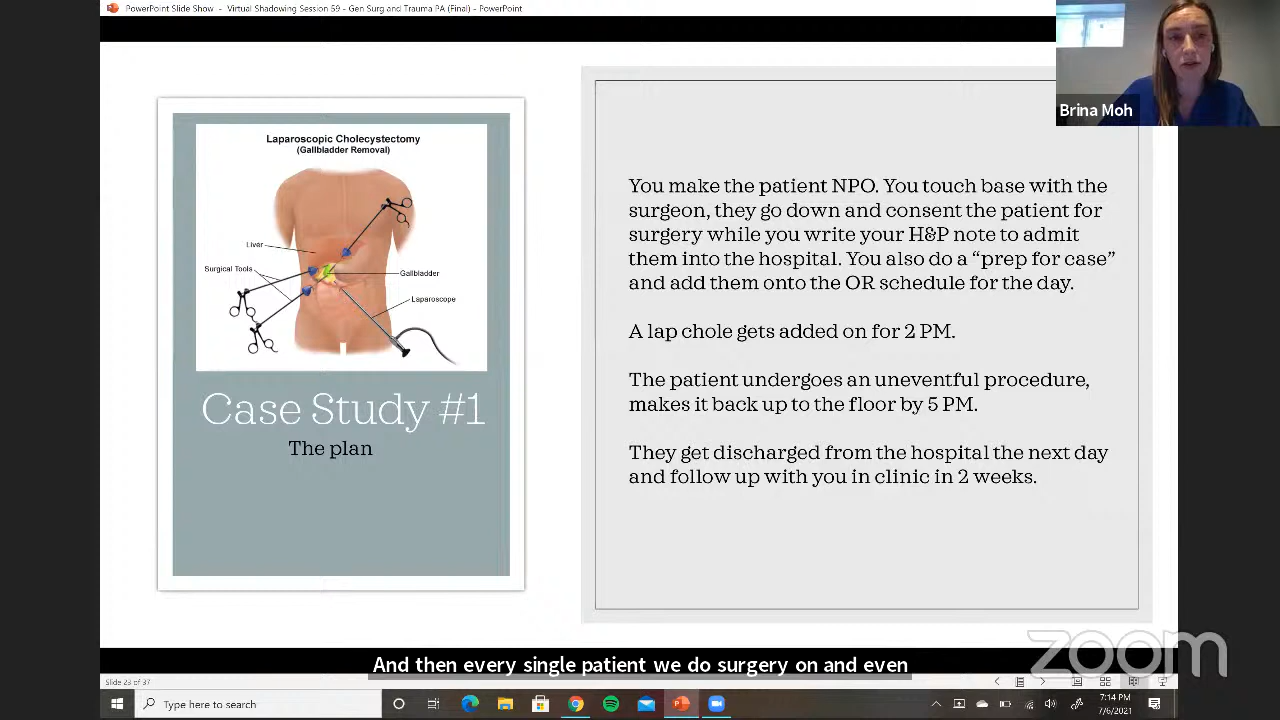 PowerPoint Slide Show - Virtual Shadowing Session 59 - Gen Surg and Trauma PA (Final) - PowerPoint
Brina Moh
Laparoscopic Cholecystectomy
(Gallbladder Removal)
Liver
Surgical Tools
Gallbladder
Laparoscope
Case Study #1
The plan
You make the patient NPO. You touch base with the
surgeon, they go down and consent the patient for
surgery while you write your H&P note to admit
them into the hospital. You also do a “prep for case”
and add them onto the OR schedule for the day.
A lap chole gets added on for 2 PM.
The patient undergoes an uneventful procedure,
makes it back up to the floor by 5 PM.
They get discharged from the hospital the next day
and follow up with you in clinic in 2 weeks.
And then every single patient we do surgery on and even
zoom
Slide 23 of 37
Type here to search
7:14 PM
7/6/2021